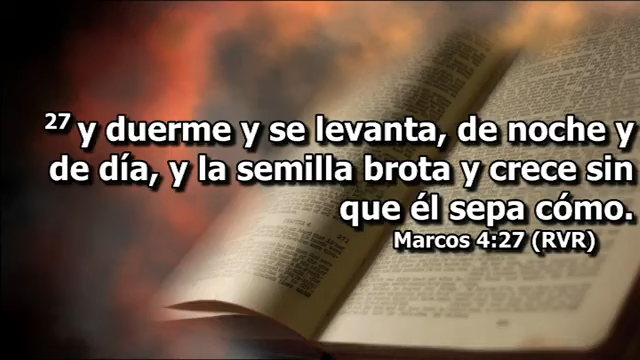 27 y duerme y se levanta, de noche y
de día, y la semilla brota y crece sin
que él sepa cómo.
Marcos 4:27 (RVR)